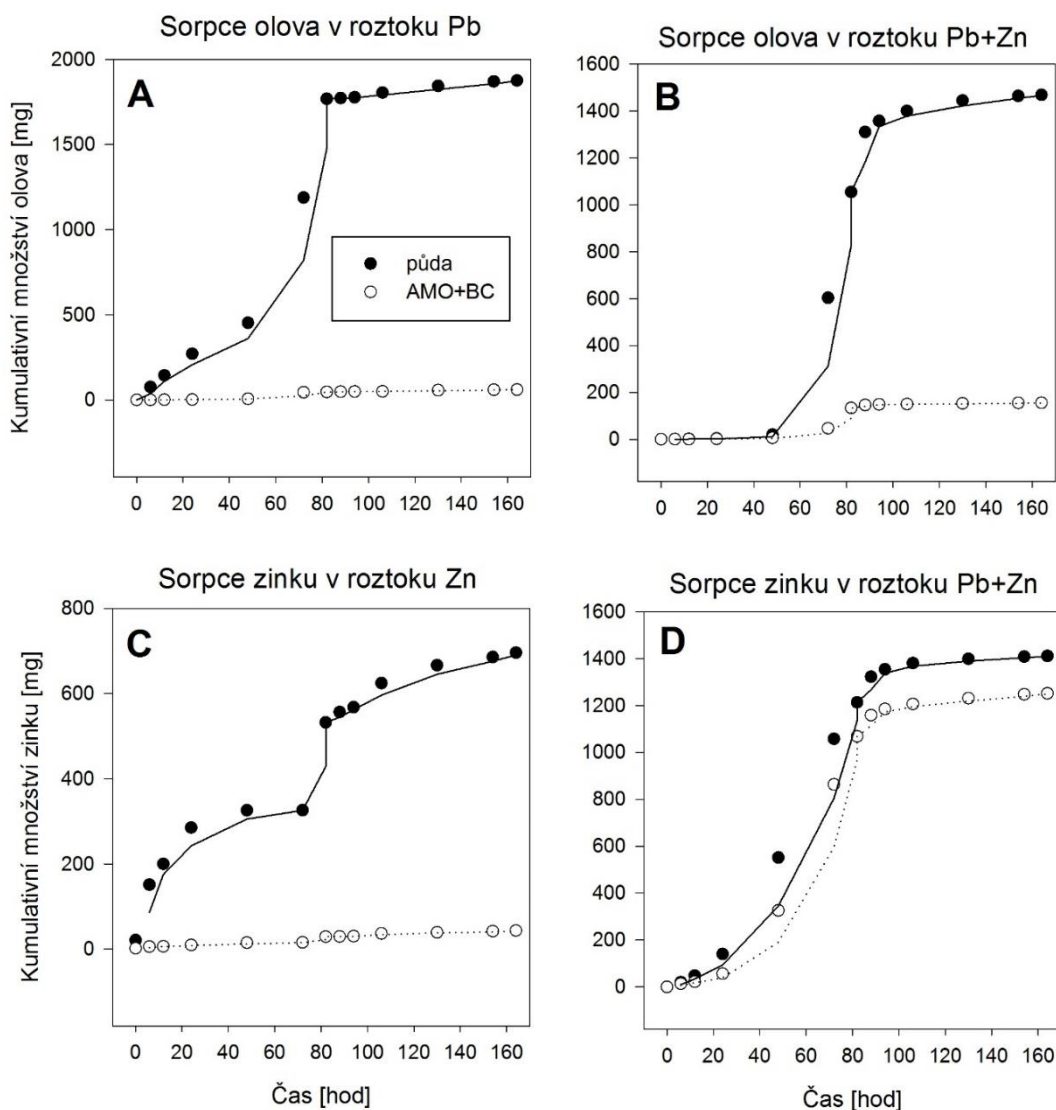 Sorpce olova v roztoku Pb
A
2000
1500
1000
500
0
Kumulativní množství olova [mg]
půda
AMO+BC
0 20 40 60 80 100 120 140 160
Sorpce olova v roztoku Pb+Zn
B
1600
1400
1200
1000
800
600
400
200
0
0 20 40 60 80 100 120 140 160
Sorpce zinku v roztoku Zn
C
800
600
400
200
0
Kumulativní množství zinku [mg]
0 20 40 60 80 100 120 140 160
Čas [hod]
Sorpce zinku v roztoku Pb+Zn
D
1600
1400
1200
1000
800
600
400
200
0
0 20 40 60 80 100 120 140 160
Čas [hod]